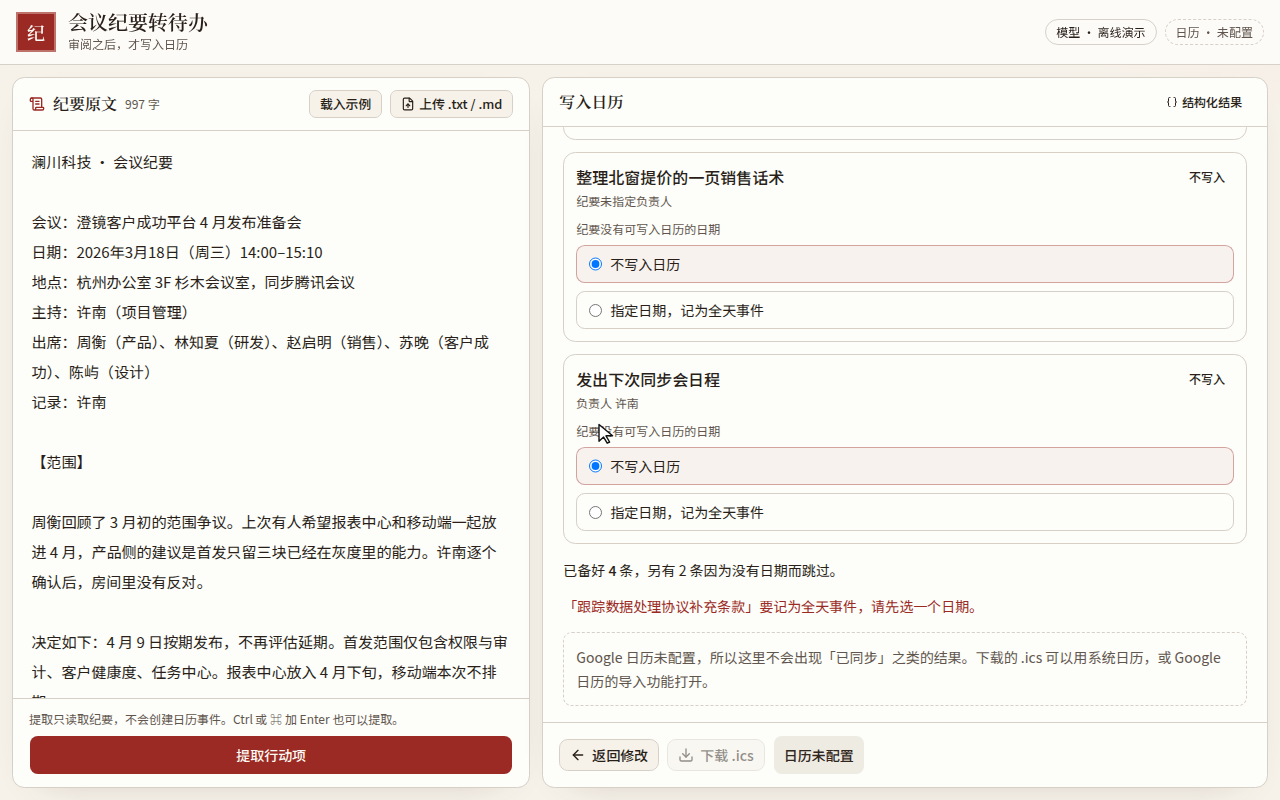 纪
会议纪要转待办
审阅之后，才写入日历
模型 · 离线演示
日历 · 未配置
纪要原文 997 字
载入示例
上传 .txt / .md
澜川科技 · 会议纪要
会议：澄镜客户成功平台 4 月发布准备会
日期：2026年3月18日（周三）14:00–15:10
地点：杭州办公室 3F 杉木会议室，同步腾讯会议
主持：许南（项目管理）
出席：周衡（产品）、林知夏（研发）、赵启明（销售）、苏晚（客户成
功）、陈屿（设计）
记录：许南
【范围】
周衡回顾了 3 月初的范围争议。上次有人希望报表中心和移动端一起放
进 4 月，产品侧的建议是首发只留三块已经在灰度里的能力。许南逐个
确认后，房间里没有反对。
决定如下：4 月 9 日按期发布，不再评估延期。首发范围仅包含权限与审
计、客户健康度、任务中心。报表中心放入 4 月下旬，移动端本次不排
提取只读取纪要，不会创建日历事件。Ctrl 或 ⌘ 加 Enter 也可以提取。
提取行动项
写入日历
{} 结构化结果
整理北窗提价的一页销售话术
不写入
纪要未指定负责人
纪要没有可写入日历的日期
不写入日历
指定日期，记为全天事件
发出下次同步会日程
不写入
负责人 许南
纪要没有可写入日历的日期
不写入日历
指定日期，记为全天事件
已备好 4 条，另有 2 条因为没有日期而跳过。
「跟踪数据处理协议补充条款」要记为全天事件，请先选一个日期。
Google 日历未配置，所以这里不会出现「已同步」之类的结果。下载的 .ics 可以用系统日历，或 Google
日历的导入功能打开。
返回修改
下载 .ics
日历未配置